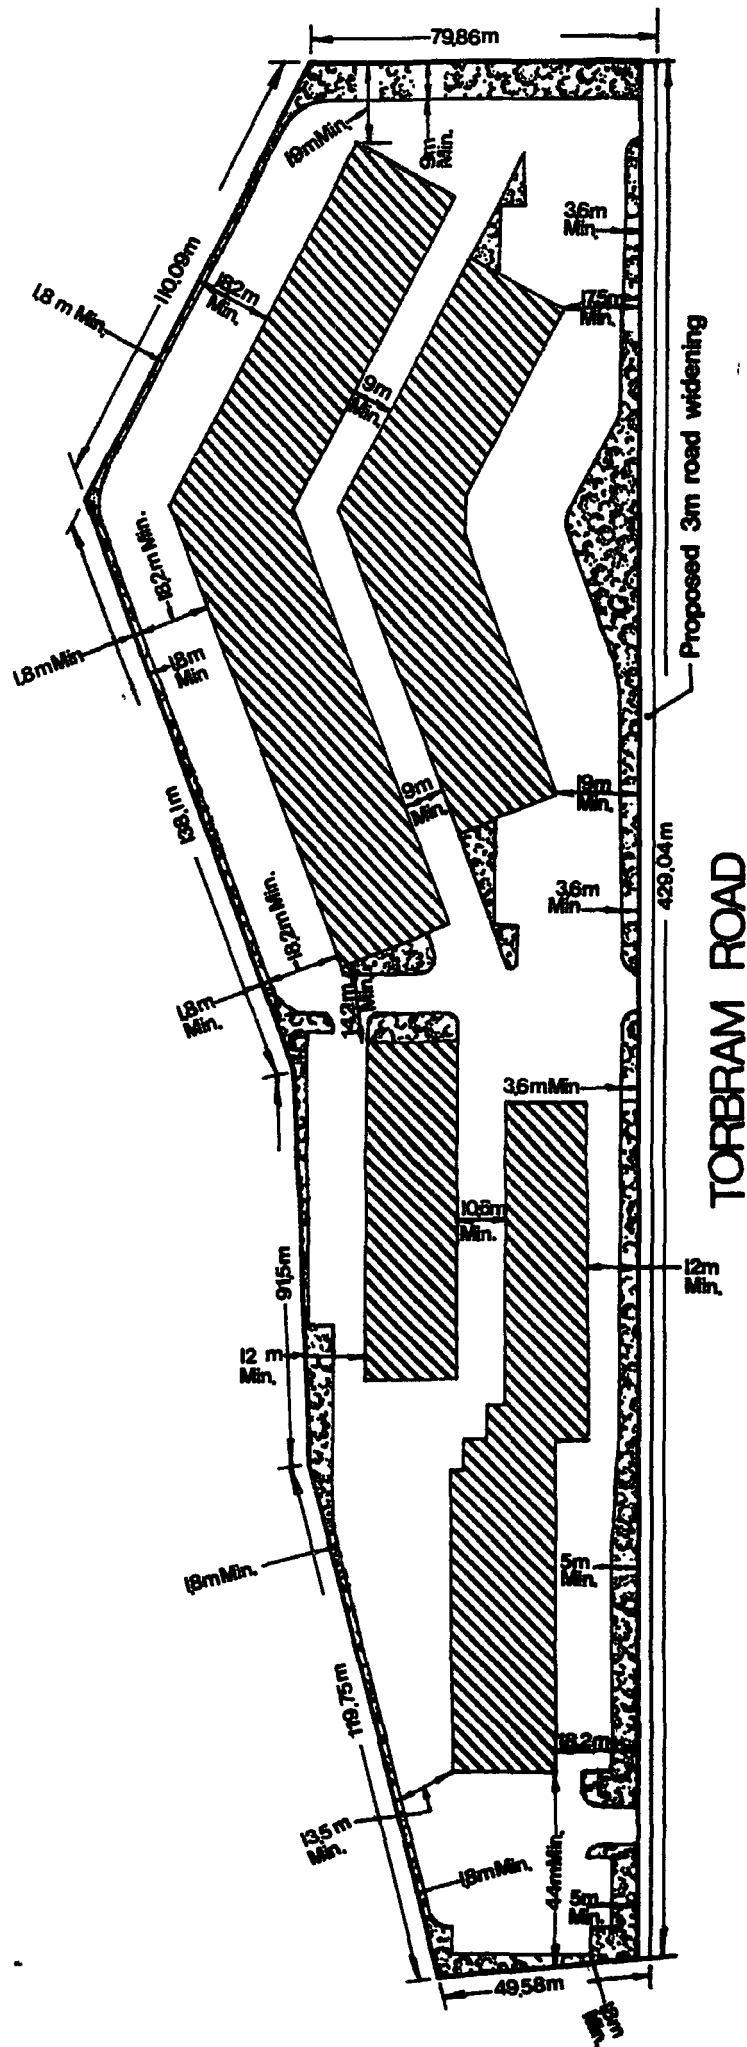 79.86m
19m Min.
9m
Min.
3.6m
Min.
110.09m
1.8 m Min.
18.2m
Min.
17.5m
Min.
9m
Min.
Proposed 3m road widening
18.2m Min.
1.8m Min
1.8m
Min
138.1m
9m
Min.
19m
Min.
429.04m
TORBRAM ROAD
3.6m
Min
18.2m Min.
1.8m
Min.
14.2m
Min.
3.6m Min
10.6m
Min.
91.5m
12m
Min.
12 m
Min.
1.8m Min.
5m
Min.
119.75m
18.2m
13.5 m
Min.
1.8m Min.
44m Min.
5m
Min.
49.58m